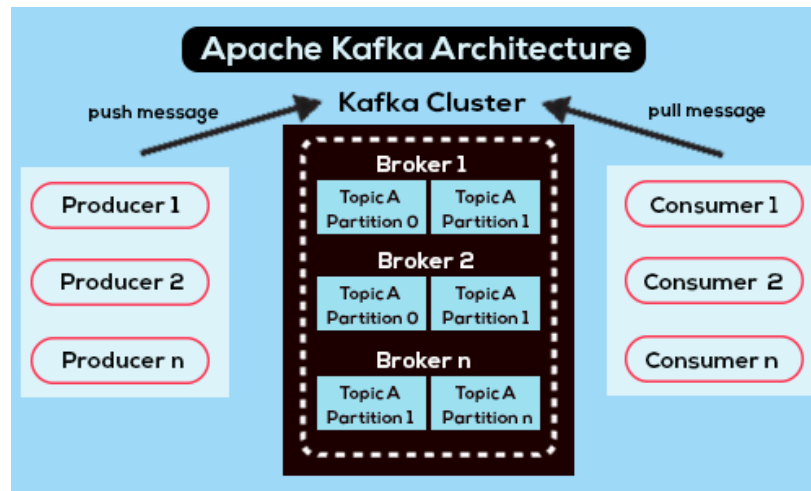 Apache Kafka Architecture
push message
Kafka Cluster
pull message
Producer 1
Producer 2
Producer n
Broker 1
Topic A
Partition 0
Topic A
Partition 1
Broker 2
Topic A
Partition 0
Topic A
Partition 1
Broker n
Topic A
Partition 1
Topic A
Partition n
Consumer 1
Consumer 2
Consumer n